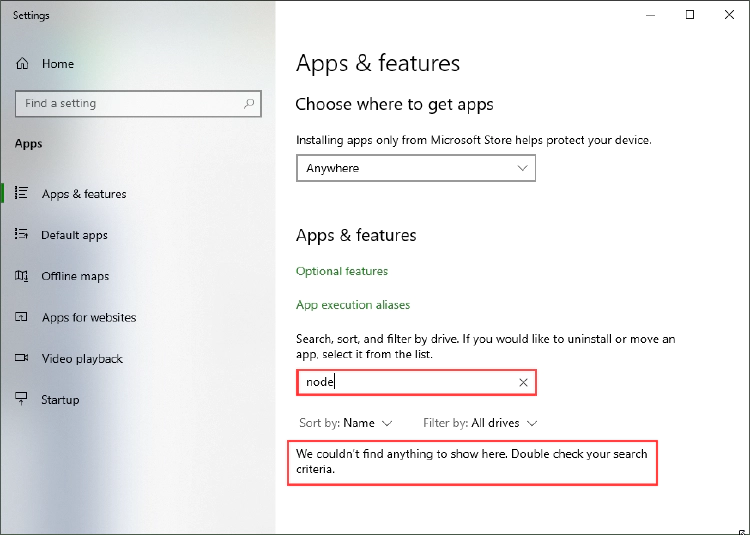 Settings
Home
Find a setting
Apps
Apps & features
Default apps
Offline maps
Apps for websites
Video playback
Startup
Apps & features
Choose where to get apps
Installing apps only from Microsoft Store helps protect your device.
Anywhere
Apps & features
Optional features
App execution aliases
Search, sort, and filter by drive. If you would like to uninstall or move an
app, select it from the list.
node
Sort by: Name Filter by: All drives
We couldn't find anything to show here. Double check your search
criteria.